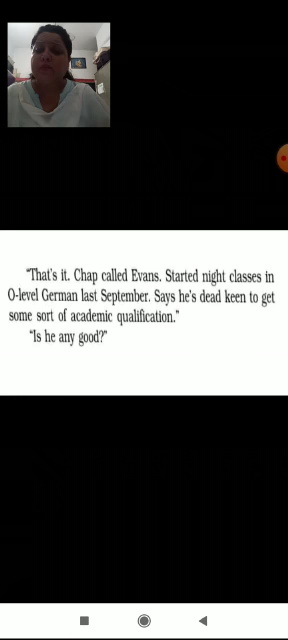 “That’s it. Chap called Evans. Started night classes in
O-level German last September. Says he’s dead keen to get
some sort of academic qualification.”
“Is he any good?”